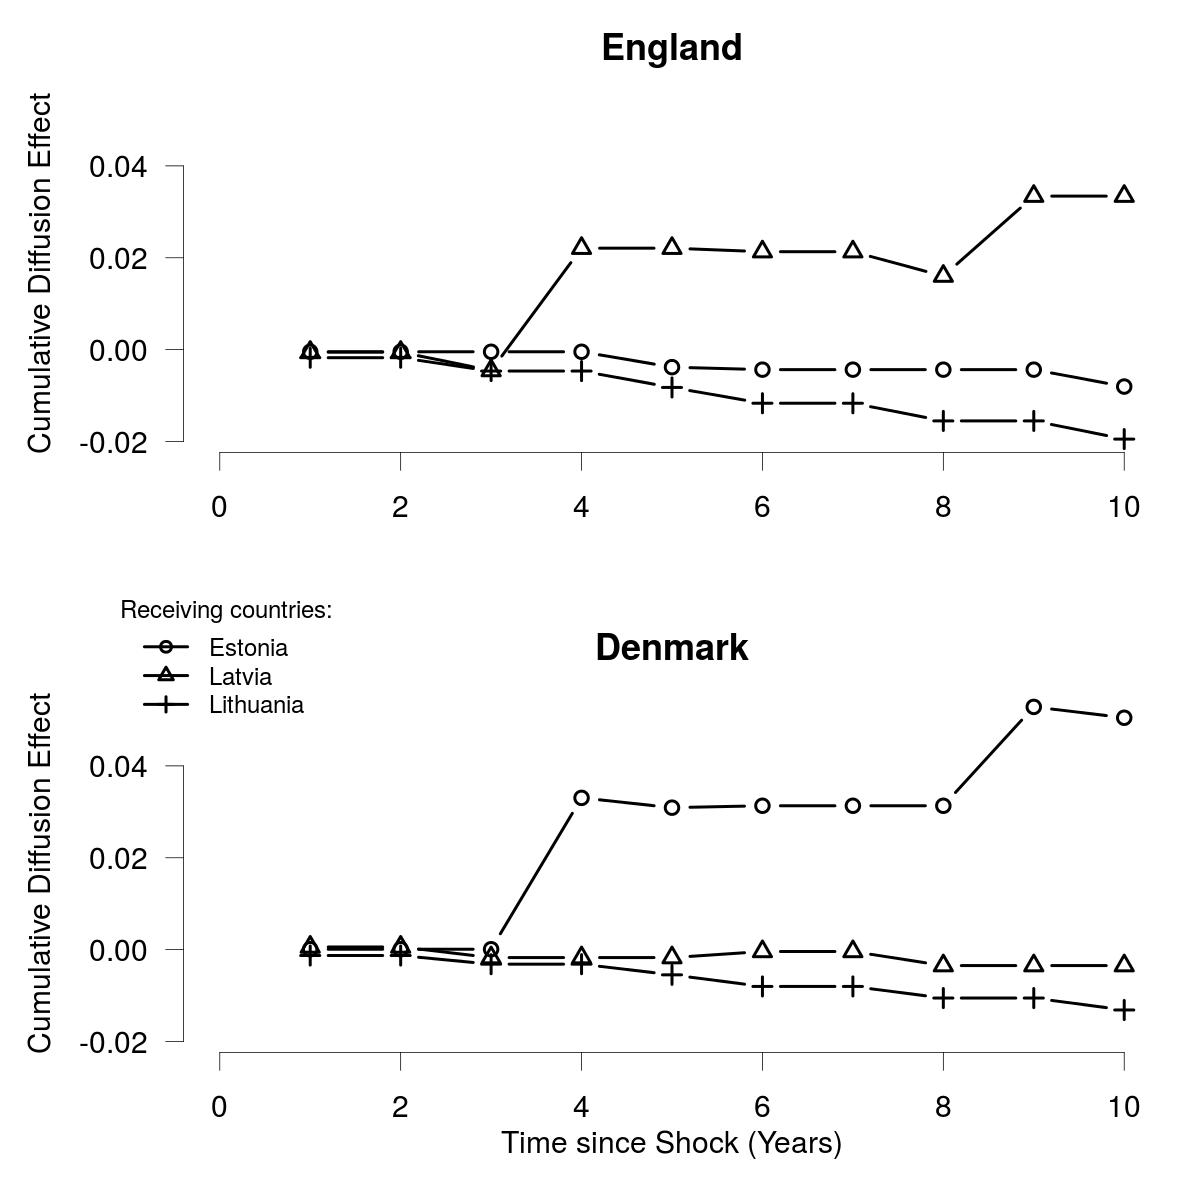 England
Cumulative Diffusion Effect
0.04
0.02
0.00
-0.02
0 2 4 6 8 10
Receiving countries:
Estonia
Latvia
Lithuania
Denmark
Cumulative Diffusion Effect
0.04
0.02
0.00
-0.02
0 2 4 6 8 10
Time since Shock (Years)